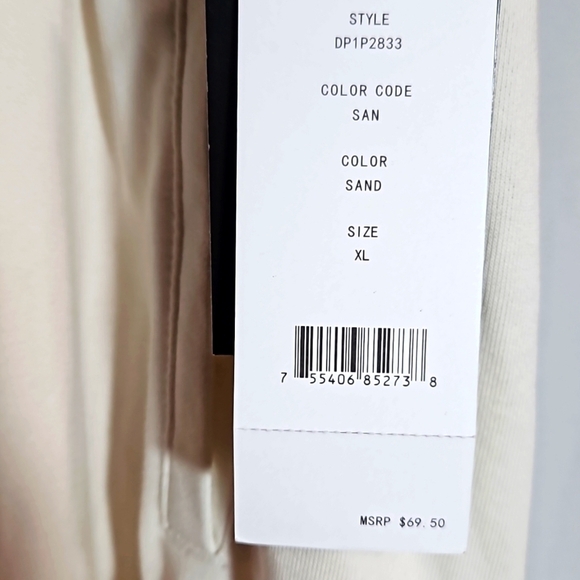 STYLE
DP1P2833
COLOR CODE
SAN
COLOR
SAND
SIZE
XL
7 55406 85273 8
MSRP $69.50